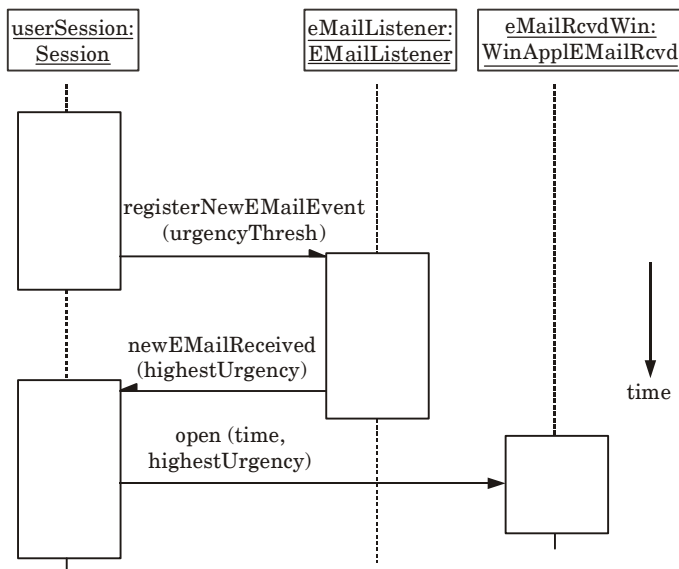 userSession:
Session
eMailListener:
EMailListener
eMailRcvdWin:
WinApplEMailRcvd
registerNewEMailEvent
(urgencyThresh)
newEMailReceived
(highestUrgency)
time
open (time,
highestUrgency)